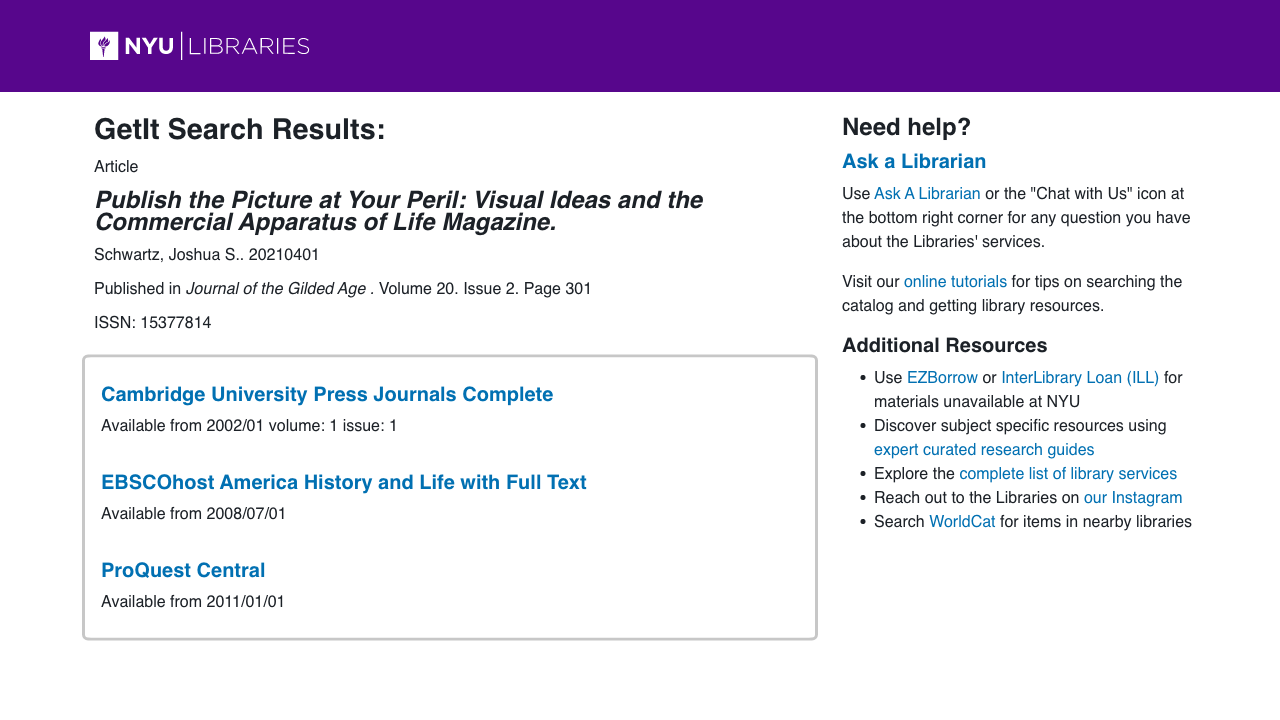 NYU LIBRARIES
GetIt Search Results:
Article
Publish the Picture at Your Peril: Visual Ideas and the
Commercial Apparatus of Life Magazine.
Schwartz, Joshua S.. 20210401
Published in Journal of the Gilded Age . Volume 20. Issue 2. Page 301
ISSN: 15377814
Cambridge University Press Journals Complete
Available from 2002/01 volume: 1 issue: 1
EBSCOhost America History and Life with Full Text
Available from 2008/07/01
ProQuest Central
Available from 2011/01/01
Need help?
Ask a Librarian
Use Ask A Librarian or the "Chat with Us" icon at
the bottom right corner for any question you have
about the Libraries' services.
Visit our online tutorials for tips on searching the
catalog and getting library resources.
Additional Resources
• Use EZBorrow or InterLibrary Loan (ILL) for
materials unavailable at NYU
• Discover subject specific resources using
expert curated research guides
• Explore the complete list of library services
• Reach out to the Libraries on our Instagram
• Search WorldCat for items in nearby libraries